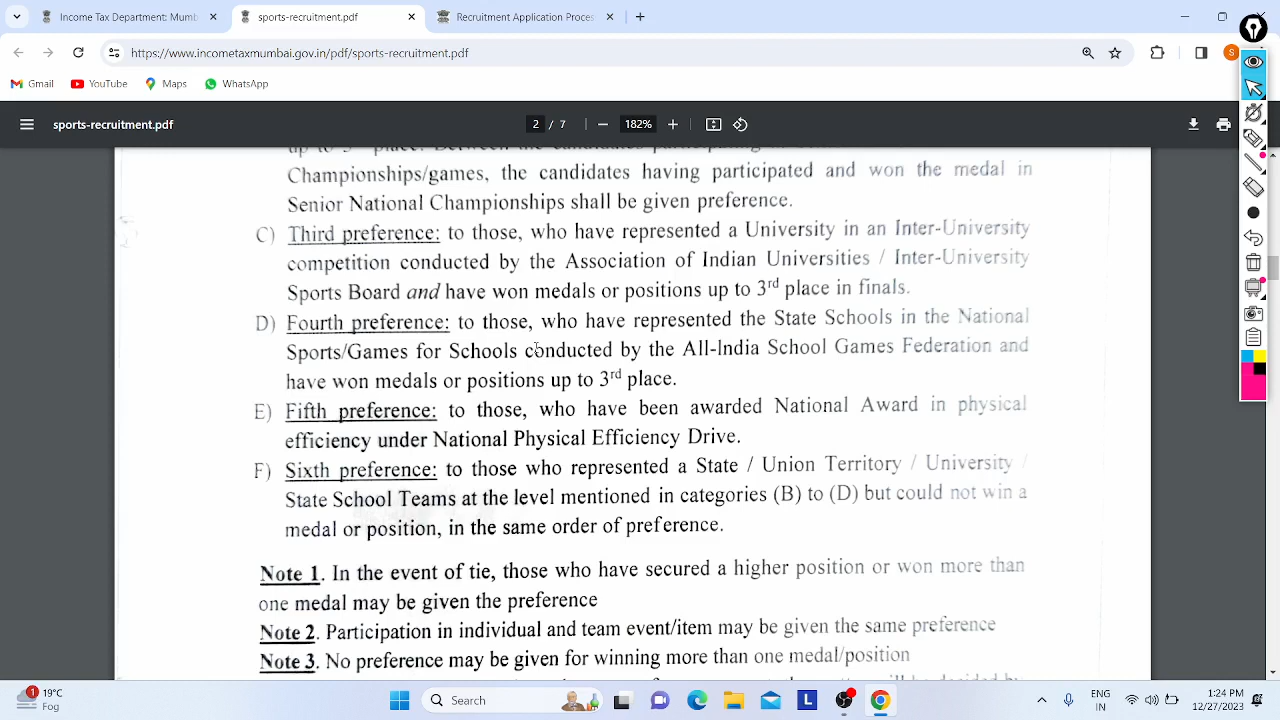 Income Tax Department: Mumb
sports-recruitment.pdf
Recruitment Application Proces
https://www.incometaxmumbai.gov.in/pdf/sports-recruitment.pdf
S
Gmail
YouTube
Maps
WhatsApp
sports-recruitment.pdf
2 / 7
182%
Championships/games, the candidates having participated and won the medal in
Senior National Championships shall be given preference.
C) Third preference: to those, who have represented a University in an Inter-University
competition conducted by the Association of Indian Universities / Inter-University
Sports Board and have won medals or positions up to 3rd place in finals.
D) Fourth preference: to those, who have represented the State Schools in the National
Sports/Games for Schools conducted by the All-India School Games Federation and
have won medals or positions up to 3rd place.
E) Fifth preference: to those, who have been awarded National Award in physical
efficiency under National Physical Efficiency Drive.
F) Sixth preference: to those who represented a State / Union Territory / University /
State School Teams at the level mentioned in categories (B) to (D) but could not win a
medal or position, in the same order of preference.
Note 1. In the event of tie, those who have secured a higher position or won more than
one medal may be given the preference
Note 2. Participation in individual and team event/item may be given the same preference
Note 3. No preference may be given for winning more than one medal/position
1
19°C
Fog
Search
L
ENG
IN
1:24 PM
12/27/2023